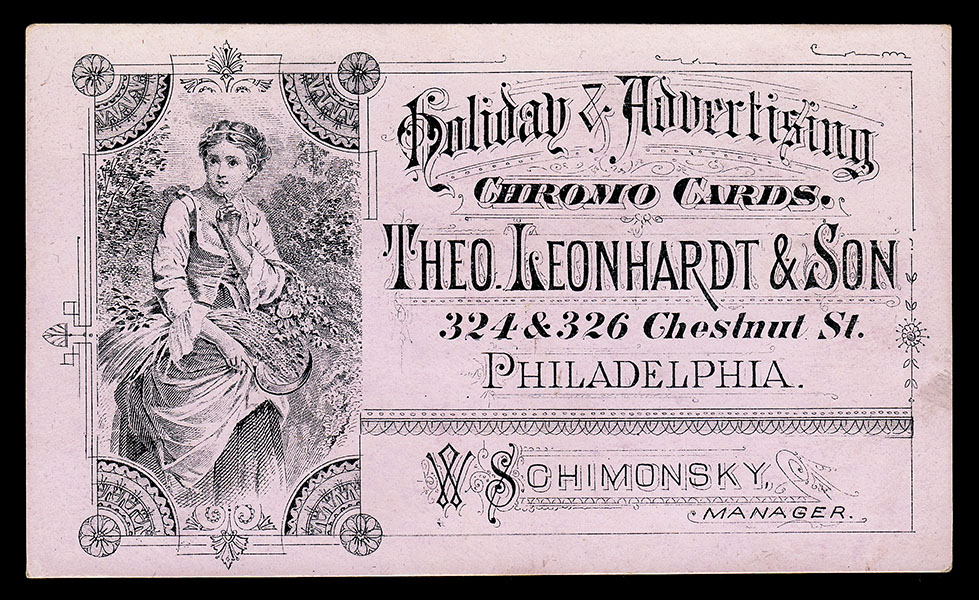 Holiday & Advertising
Chromo Cards.
Theo. Leonhardt & Son
324 & 326 Chestnut St.
Philadelphia.
W. Schimonsky,
Manager.